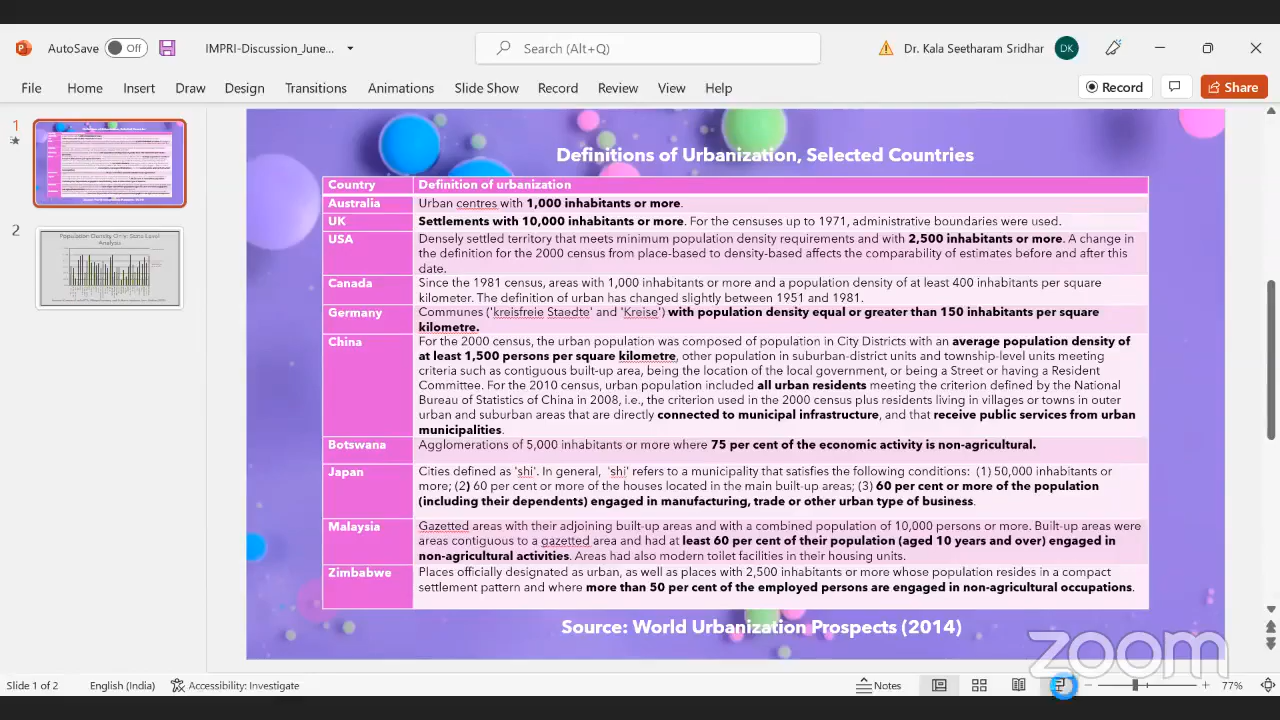 AutoSave Off IMPRI-Discussion_June... Search (Alt+Q) Dr. Kala Seetharam Sridhar DK
File Home Insert Draw Design Transitions Animations Slide Show Record Review View Help Record Share
1
2
Population Density Only: State Level
Analysis
Definitions of Urbanization, Selected Countries
Country Definition of urbanization
Australia Urban centres with 1,000 inhabitants or more.
UK Settlements with 10,000 inhabitants or more. For the censuses up to 1971, administrative boundaries were used.
USA Densely settled territory that meets minimum population density requirements and with 2,500 inhabitants or more. A change in
the definition for the 2000 census from place-based to density-based affects the comparability of estimates before and after this
date.
Canada Since the 1981 census, areas with 1,000 inhabitants or more and a population density of at least 400 inhabitants per square
kilometer. The definition of urban has changed slightly between 1951 and 1981.
Germany Communes ('kreisfreie Staedte' and 'Kreise') with population density equal or greater than 150 inhabitants per square
kilometre.
China For the 2000 census, the urban population was composed of population in City Districts with an average population density of
at least 1,500 persons per square kilometre, other population in suburban-district units and township-level units meeting
criteria such as contiguous built-up area, being the location of the local government, or being a Street or having a Resident
Committee. For the 2010 census, urban population included all urban residents meeting the criterion defined by the National
Bureau of Statistics of China in 2008, i.e., the criterion used in the 2000 census plus residents living in villages or towns in outer
urban and suburban areas that are directly connected to municipal infrastructure, and that receive public services from urban
municipalities.
Botswana Agglomerations of 5,000 inhabitants or more where 75 per cent of the economic activity is non-agricultural.
Japan Cities defined as 'shi'. In general, 'shi' refers to a municipality that satisfies the following conditions: (1) 50,000 inhabitants or
more; (2) 60 per cent or more of the houses located in the main built-up areas; (3) 60 per cent or more of the population
(including their dependents) engaged in manufacturing, trade or other urban type of business.
Malaysia Gazetted areas with their adjoining built-up areas and with a combined population of 10,000 persons or more. Built-up areas were
areas contiguous to a gazetted area and had at least 60 per cent of their population (aged 10 years and over) engaged in
non-agricultural activities. Areas had also modern toilet facilities in their housing units.
Zimbabwe Places officially designated as urban, as well as places with 2,500 inhabitants or more whose population resides in a compact
settlement pattern and where more than 50 per cent of the employed persons are engaged in non-agricultural occupations.
Source: World Urbanization Prospects (2014)
zoom
Slide 1 of 2 English (India) Accessibility: Investigate Notes 77%